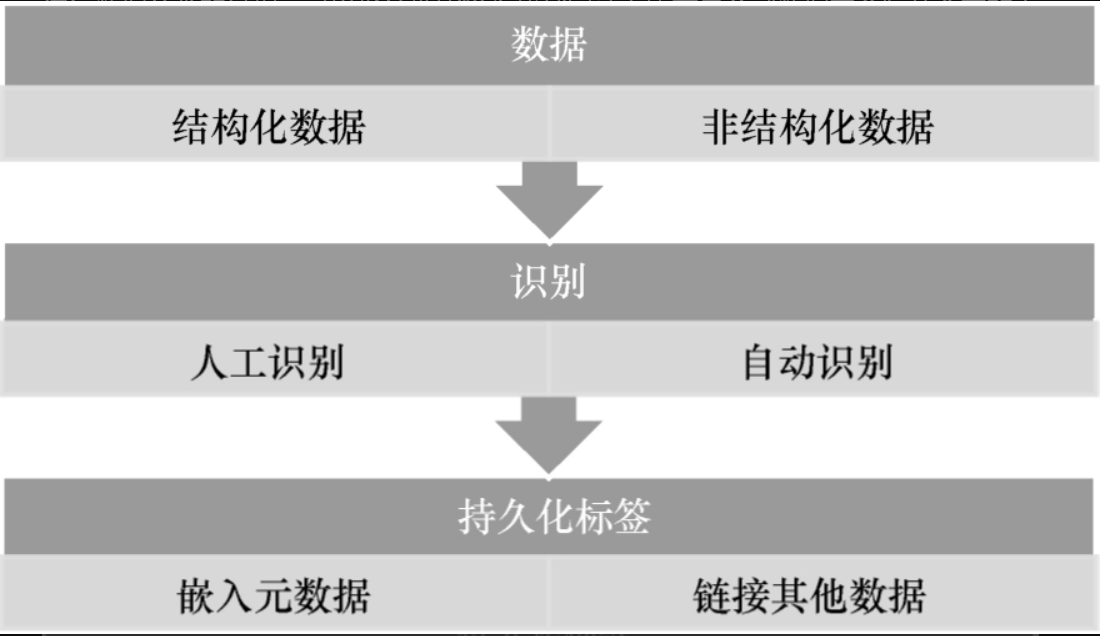 数据
结构化数据 非结构化数据
识别
人工识别 自动识别
持久化标签
嵌入元数据 链接其他数据